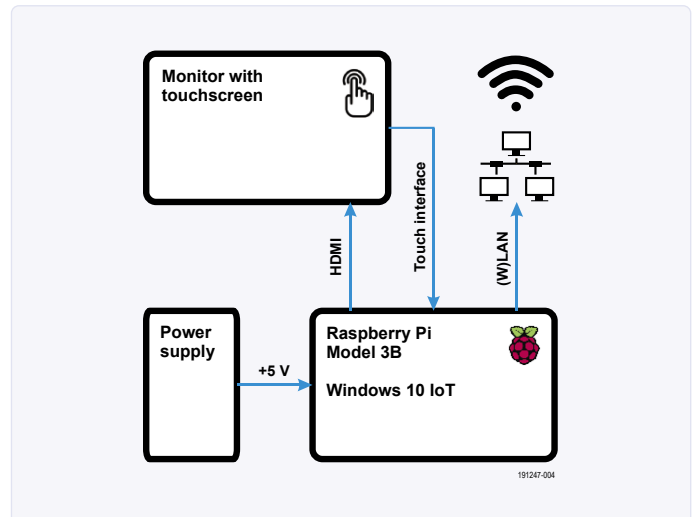 Monitor with
touchscreen
HDMI
Touch interface
(W)LAN
Power
supply
+5 V
Raspberry Pi
Model 3B
Windows 10 IoT
191247-004